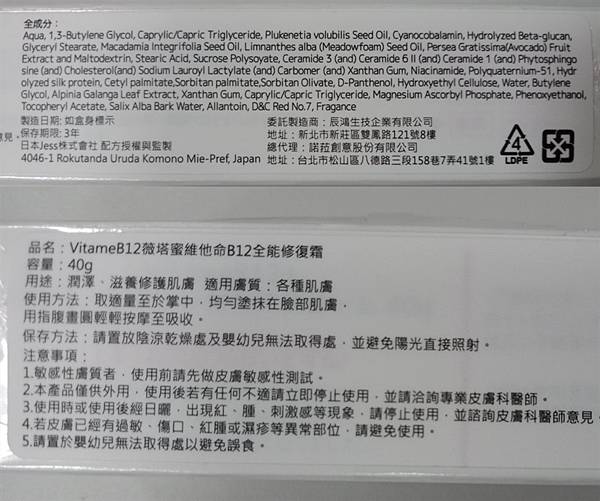 全成分：
Aqua, 1,3-Butylene Glycol, Caprylic/Capric Triglyceride, Plukenetia volubilis Seed Oil, Cyanocobalamin, Hydrolyzed Beta-glucan,
Glyceryl Stearate, Macadamia Integrifolia Seed Oil, Limnanthes alba (Meadowfoam) Seed Oil, Persea Gratissima(Avocado) Fruit
Extract and Maltodextrin, Stearic Acid, Sucrose Polysoyate, Ceramide 3 (and) Ceramide 6 II (and) Ceramide 1 (and) Phytosphingo
sine (and) Cholesterol(and) Sodium Lauroyl Lactylate (and) Carbomer (and) Xanthan Gum, Niacinamide, Polyquaternium-51, Hydr
olyzed silk protein, Cetyl palmitate,Sorbitan palmitate,Sorbitan Olivate, D-Panthenol, Hydroxyethyl Cellulose, Water, Butylene
Glycol, Alpinia Galanga Leaf Extract, Xanthan Gum, Caprylic/Capric Triglyceride, Magnesium Ascorbyl Phosphate, Phenoxyethanol,
Tocopheryl Acetate, Salix Alba Bark Water, Allantoin, D&C Red No.7, Fragance
製造日期: 如盒身標示
保存期限: 3年
日本Jess株式會社 配方授權與監製
4046-1 Rokutanda Uruda Komono Mie-Pref, Japan
委託製造商：辰鴻生技企業有限公司
地址：新北市新莊區雙鳳路121號8樓
總代理：諾菈創意股份有限公司
地址：台北市松山區八德路三段158巷7弄41號1樓
4
LDPE
意見。
品名：VitameB12薇塔蜜維他命B12全能修復霜
容量：40g
用途：潤澤、滋養修護肌膚 適用膚質：各種肌膚
使用方法：取適量至於掌中，均勻塗抹在臉部肌膚，
用指腹畫圓輕輕按摩至吸收。
保存方法：請置放陰涼乾燥處及嬰幼兒無法取得處，並避免陽光直接照射。
注意事項：
1.敏感性膚質者，使用前請先做皮膚敏感性測試。
2.本產品僅供外用，使用後若有任何不適請立即停止使用，並請洽詢專業皮膚科醫師。
3.使用時或使用後經日曬，出現紅、腫、刺激感等現象，請停止使用，並諮詢皮膚科醫師意見。
4.若皮膚已經有過敏、傷口、紅腫或濕疹等異常部位，請避免使用。
5.請置於嬰幼兒無法取得處以避免誤食。